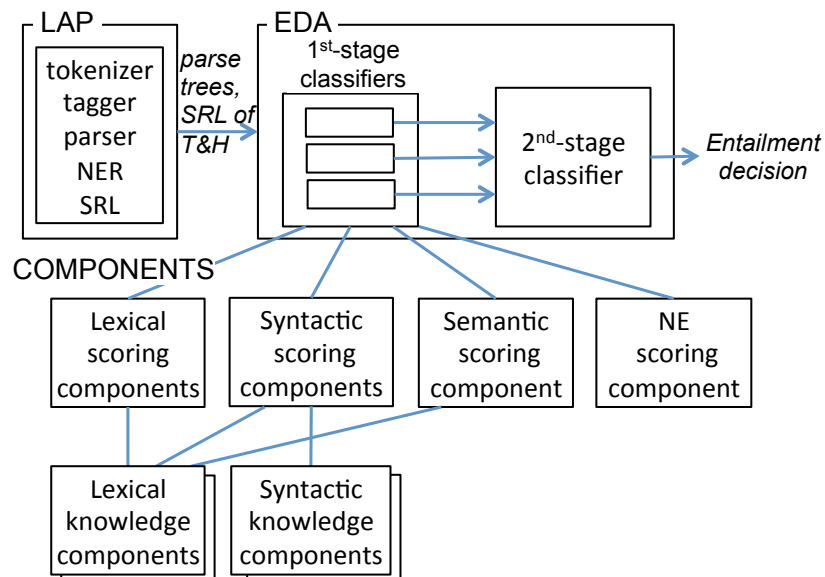 LAP
tokenizer
tagger
parser
NER
SRL
parse
trees,
SRL of
T&H
EDA
1st-stage
classifiers
2nd-stage
classifier
Entailment
decision
COMPONENTS
Lexical
scoring
components
Syntactic
scoring
components
Semantic
scoring
component
NE
scoring
component
Lexical
knowledge
components
Syntactic
knowledge
components